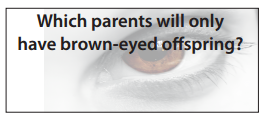 Which parents will only
have brown-eyed offspring?